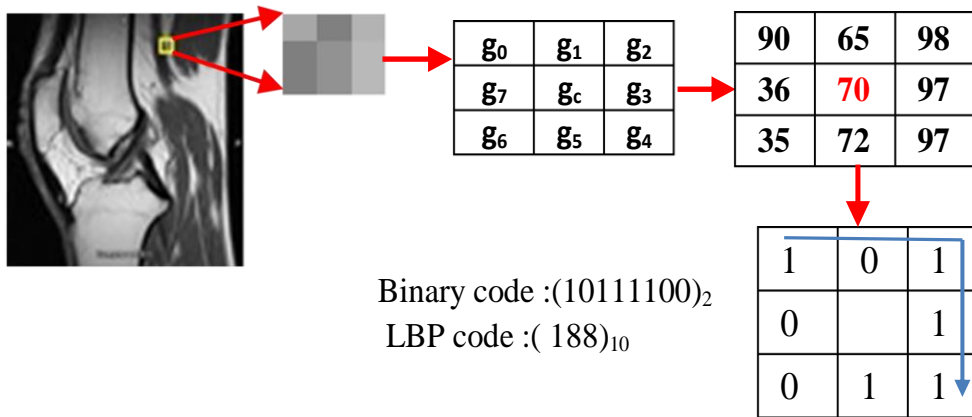 g₀ g₁ g₂
g₇ g_c g₃
g₆ g₅ g₄
90 65 98
36 70 97
35 72 97
1 0 1
0 1
0 1 1
Binary code :(10111100)₂
LBP code :( 188)₁₀